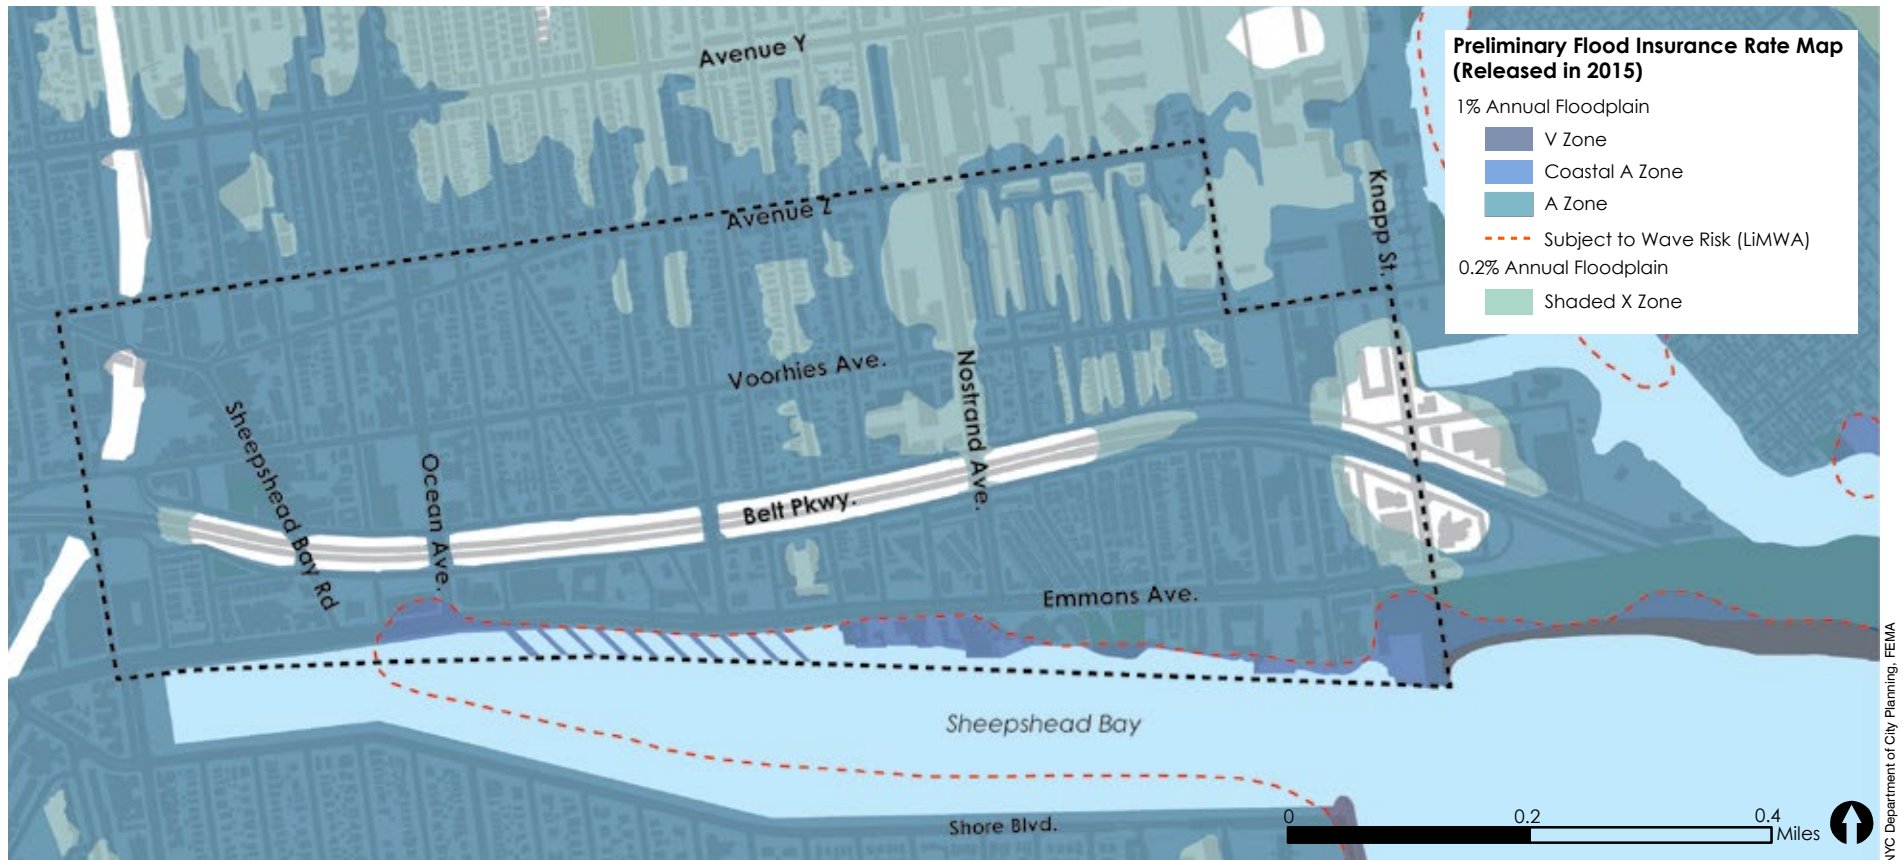 Avenue Y
Preliminary Flood Insurance Rate Map
(Released in 2015)
1% Annual Floodplain
V Zone
Coastal A Zone
A Zone
Subject to Wave Risk (LiMWA)
0.2% Annual Floodplain
Shaded X Zone
Knapp St.
Avenue Z
Voorhies Ave.
Nostrand Ave.
Sheepshead Bay Rd
Ocean Ave.
Belt Pkwy.
Emmons Ave.
Sheepshead Bay
Shore Blvd.
0 0.2 0.4
Miles
NYC Department of City Planning, FEMA